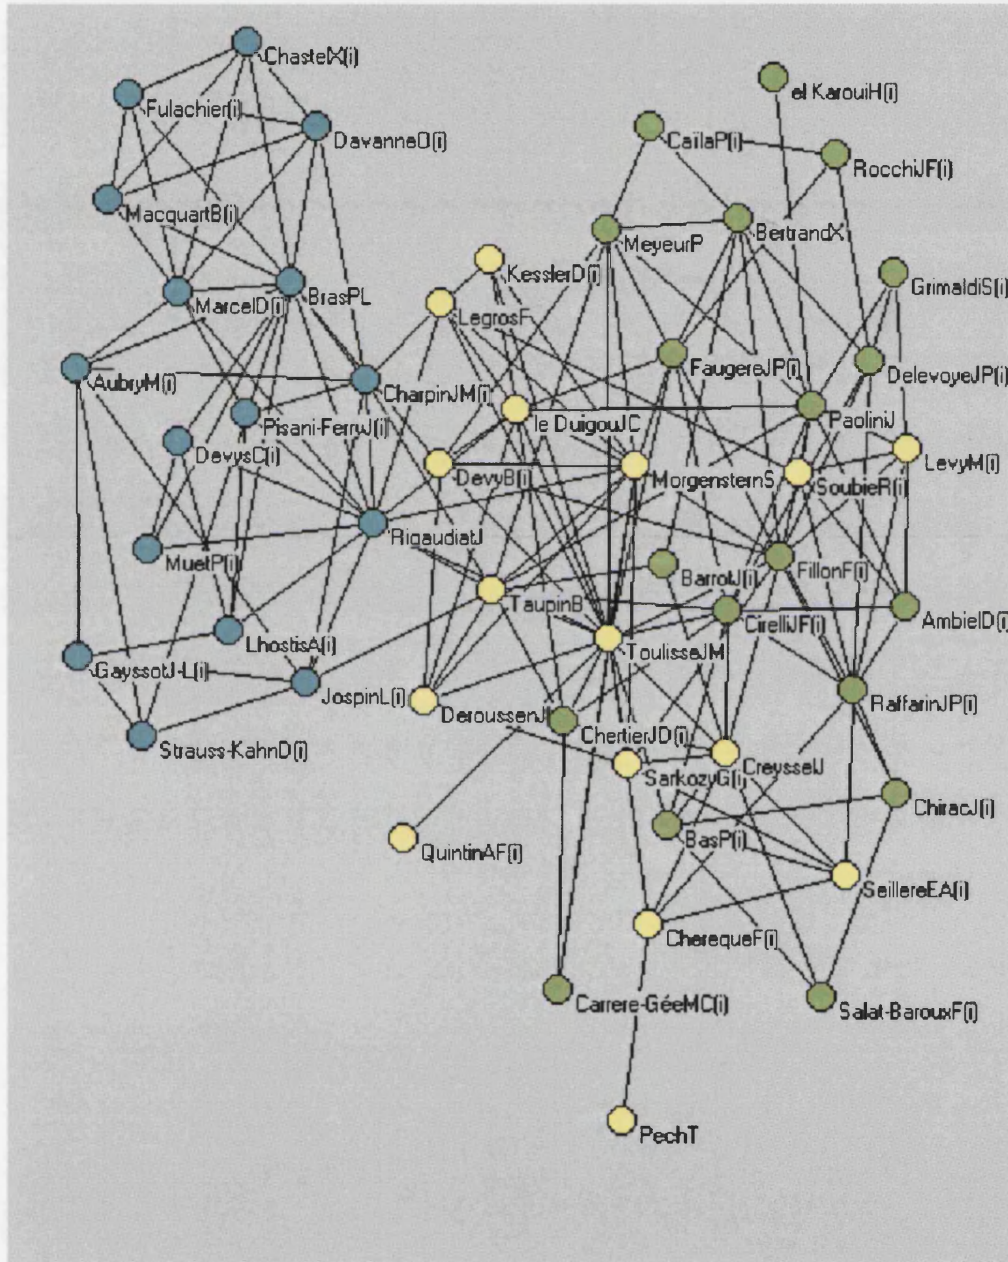 ChastelX(i)
Fulachier(i)
DavanneO(i)
el KarouiH(i)
CaïlaP(i)
RocchiJF(i)
MacquartB(i)
MeyeurP
BertrandX
KesslerD(i)
GrimaldiS(i)
MarcelD(i)
BrasPL
LegrosF
FaugereJP(i)
DelevoyeJP(i)
AubryM(i)
CharpinJM(i)
le DuigouJC
PaoliniJ
Pisani-FerryJ(i)
DevysC(i)
DevyB(i)
MorgensternS
SoubieR(i)
LevyM(i)
RigaudiatJ
MuetP(i)
BarrotJ(i)
FillonF(i)
TaupinB
CirelliJF(i)
AmbielD(i)
LhostisA(i)
ToulisseJM
GayssotJ-L(i)
JospinL(i)
DeroussenJ
RaffarinJP(i)
Strauss-KahnD(i)
ChertierJD(i)
SarkozyG(i)
CreysselJ
ChiracJ(i)
QuintinAF(i)
BasP(i)
SeillereEA(i)
CherequeF(i)
Carrere-GéeMC(i)
Salat-BarouxF(i)
PechT